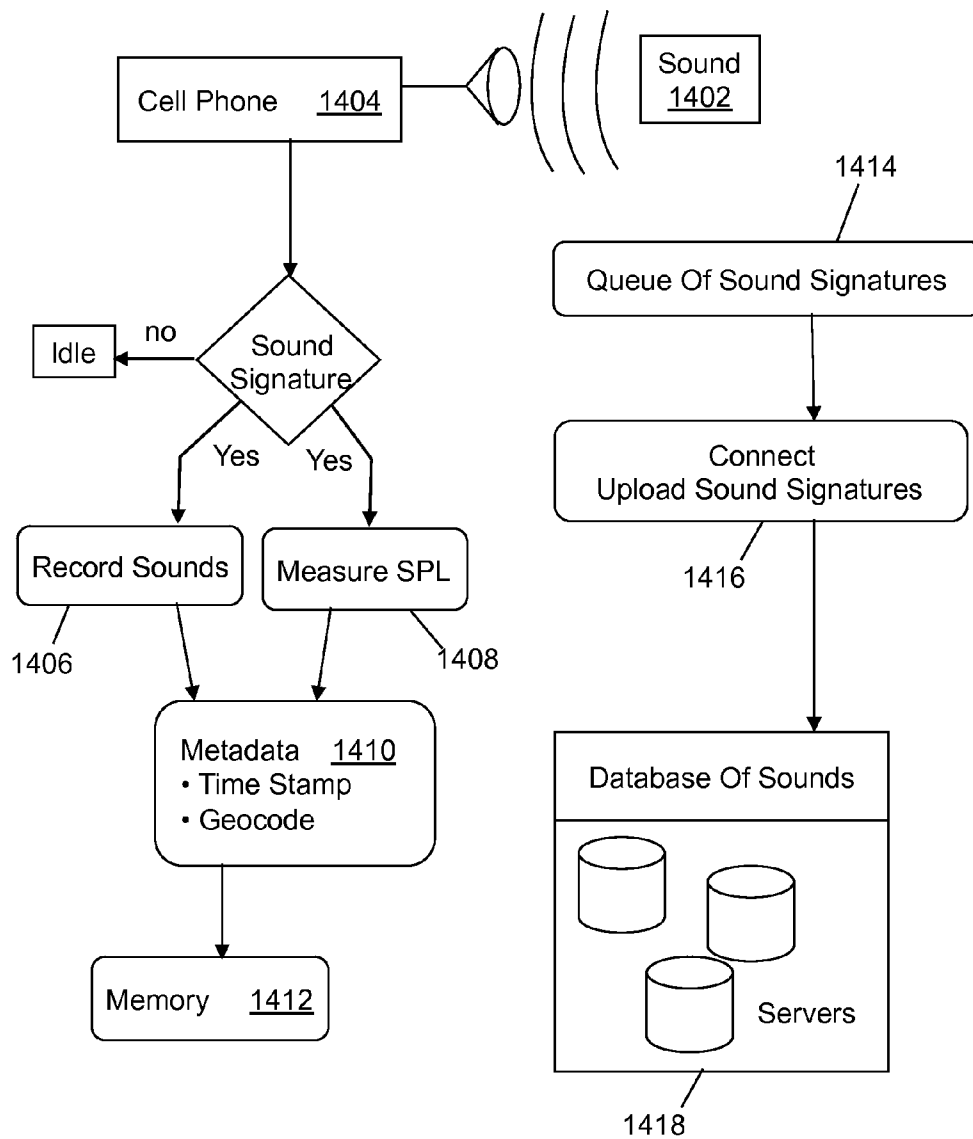 Sound
1402
Cell Phone 1404
1414
Queue Of Sound Signatures
no
Idle
Sound
Signature
Yes
Yes
Connect
Upload Sound Signatures
1416
Record Sounds
Measure SPL
1406
1408
Metadata 1410
• Time Stamp
• Geocode
Database Of Sounds
Memory 1412
Servers
1418